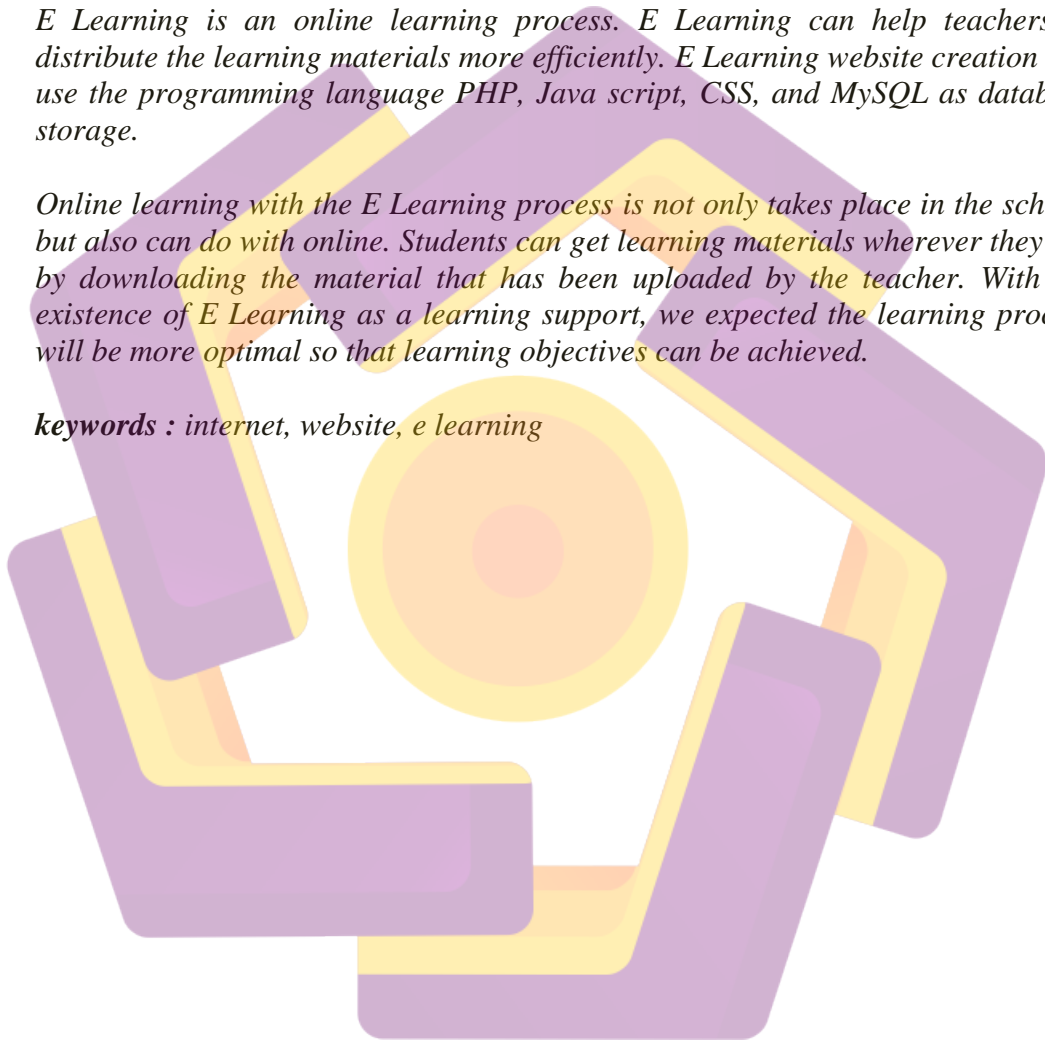 E Learning is an online learning process. E Learning can help teachers
distribute the learning materials more efficiently. E Learning website creation
use the programming language PHP, Java script, CSS, and MySQL as datab
storage.
Online learning with the E Learning process is not only takes place in the sch
but also can do with online. Students can get learning materials wherever they
by downloading the material that has been uploaded by the teacher. With
existence of E Learning as a learning support, we expected the learning proc
will be more optimal so that learning objectives can be achieved.
keywords : internet, website, e learning